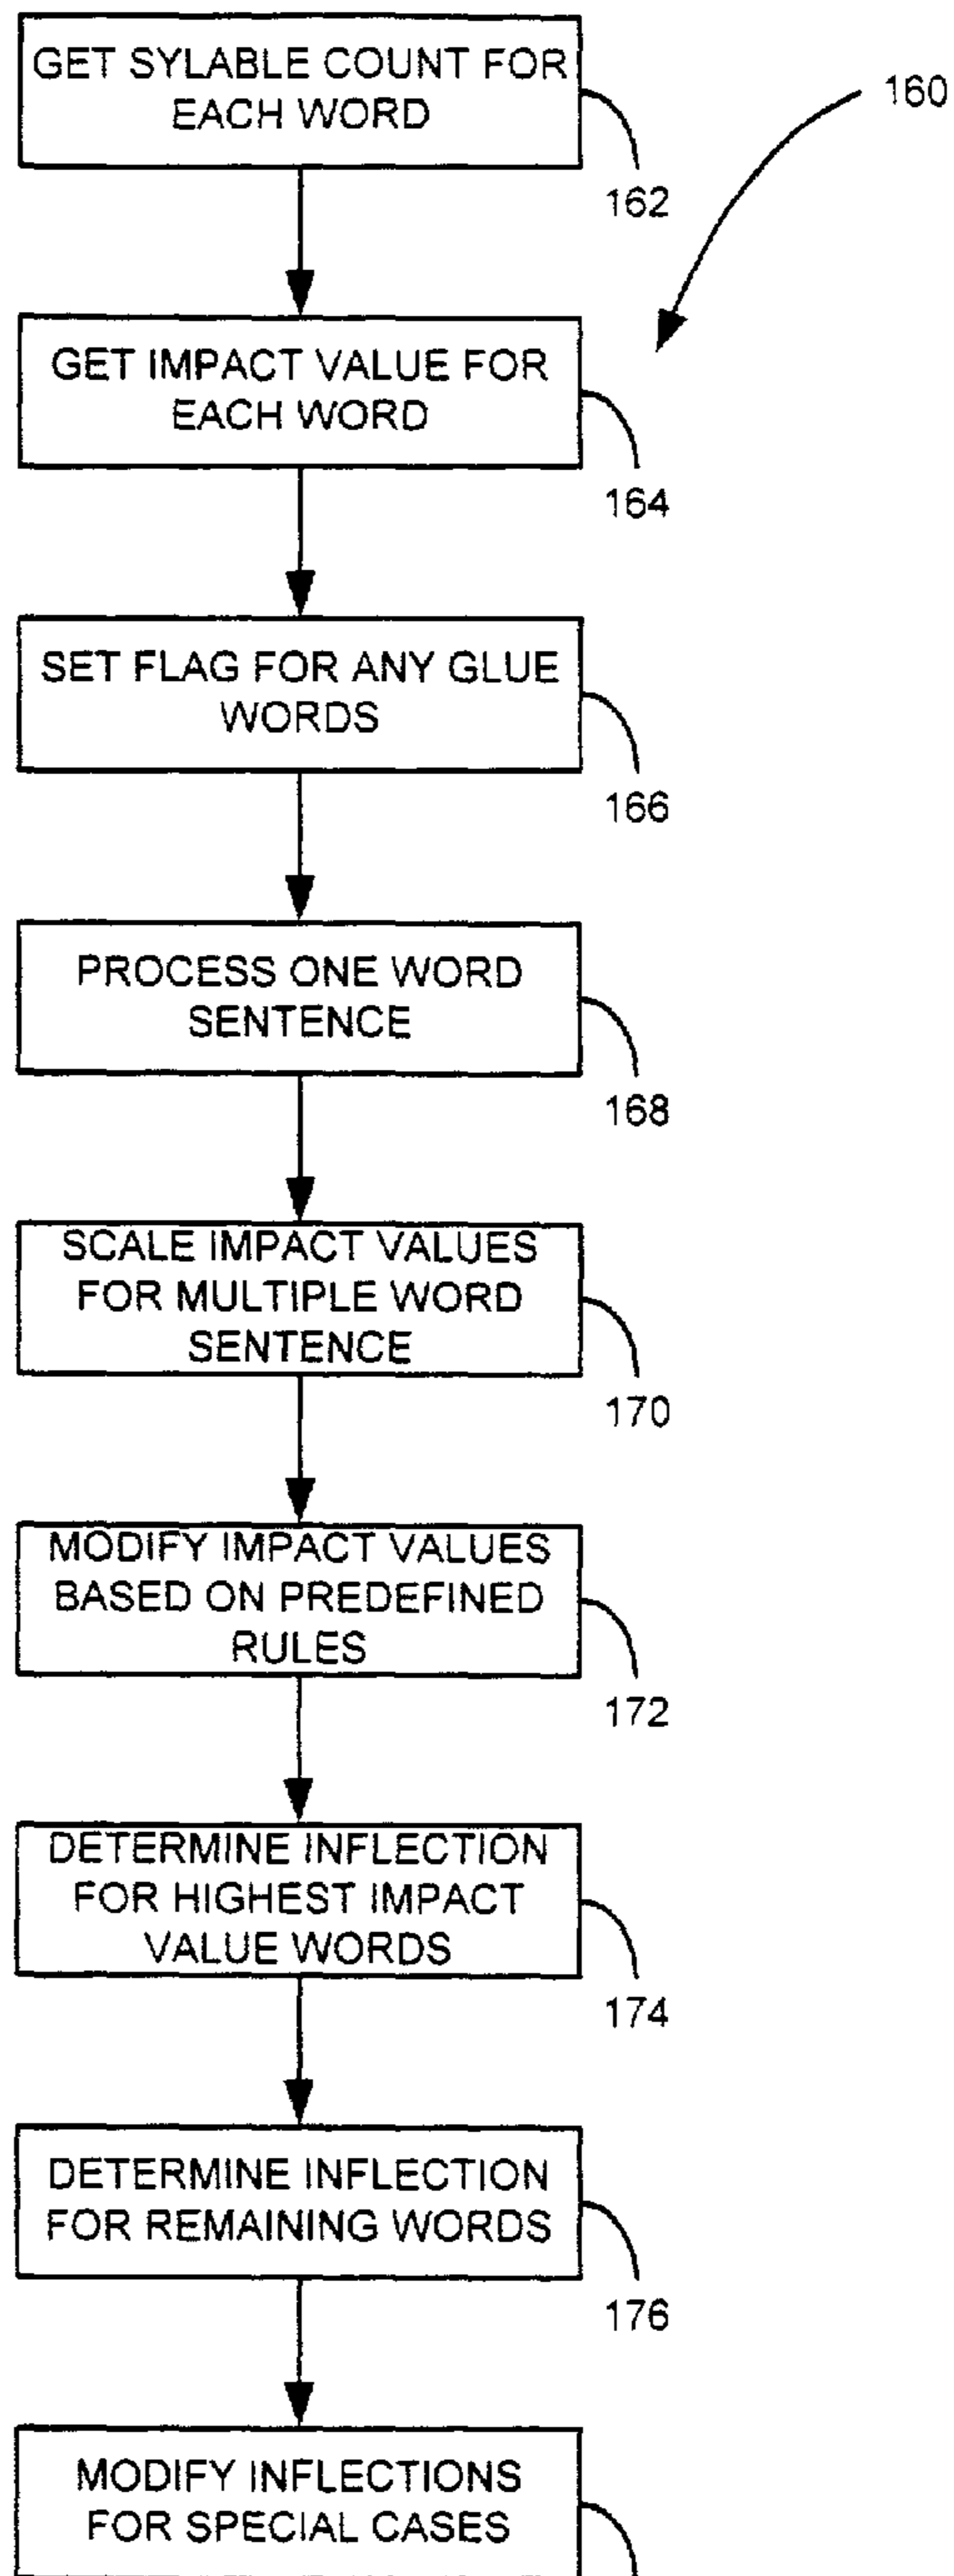 GET SYLABLE COUNT FOR
EACH WORD
160
162
GET IMPACT VALUE FOR
EACH WORD
164
SET FLAG FOR ANY GLUE
WORDS
166
PROCESS ONE WORD
SENTENCE
168
SCALE IMPACT VALUES
FOR MULTIPLE WORD
SENTENCE
170
MODIFY IMPACT VALUES
BASED ON PREDEFINED
RULES
172
DETERMINE INFLECTION
FOR HIGHEST IMPACT
VALUE WORDS
174
DETERMINE INFLECTION
FOR REMAINING WORDS
176
MODIFY INFLECTIONS
FOR SPECIAL CASES